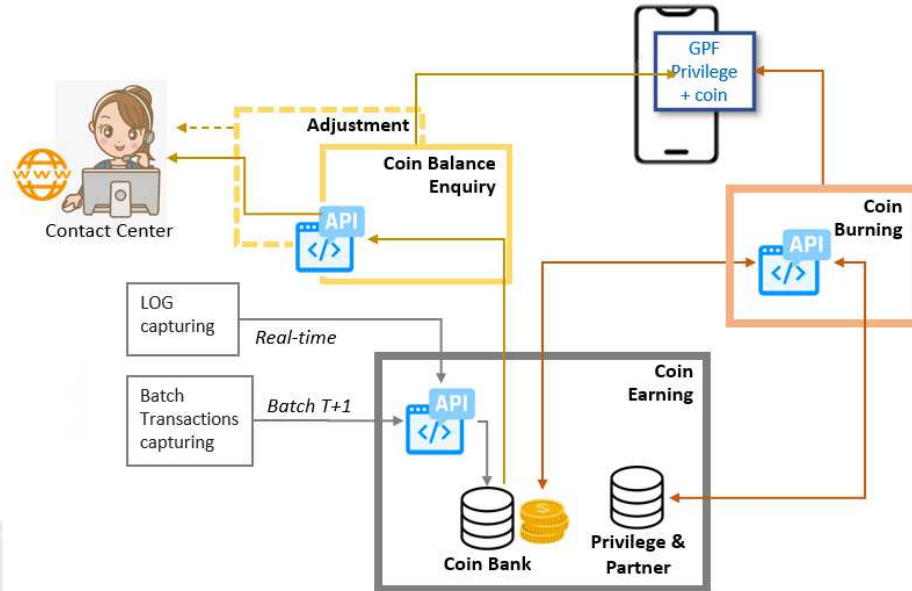 GPF
Privilege
+ coin
Adjustment
Coin Balance
Enquiry
www
API
</>
Contact Center
Coin
Burning
API
</>
LOG
capturing
Real-time
Batch
Transactions
capturing
Batch T+1
Coin
Earning
API
</>
$
Coin Bank
Privilege &
Partner